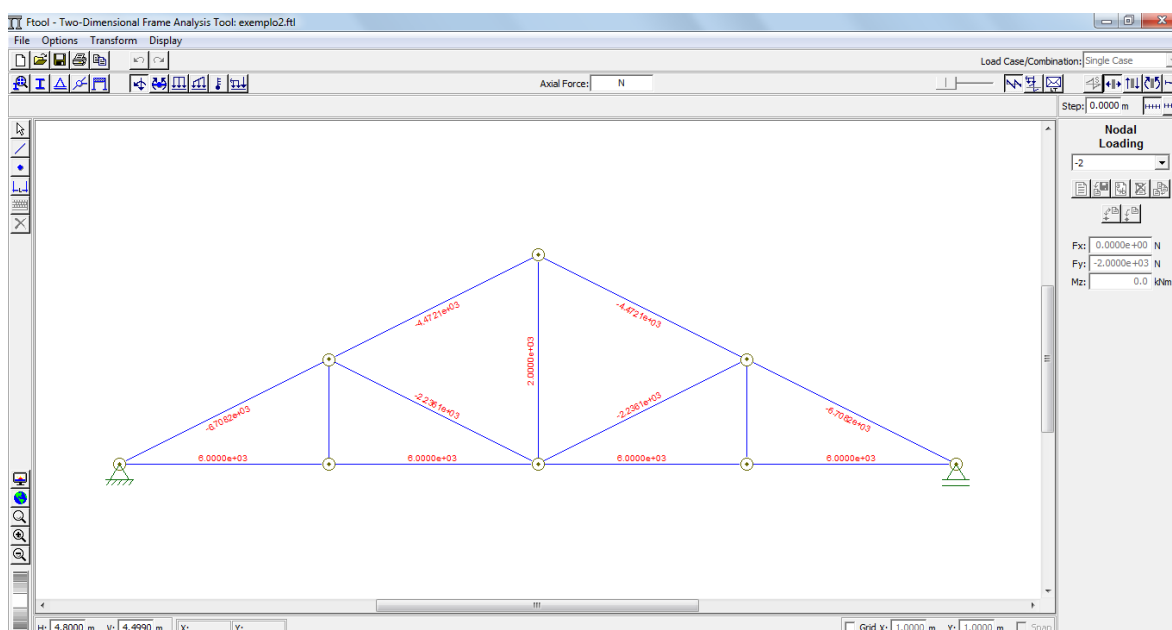 Ftool - Two-Dimensional Frame Analysis Tool: exemplo2.ftl
File Options Transform Display
Load Case/Combination: Single Case
Axial Force: N
Step: 0.0000 m
Nodal
Loading
-2
Fx: 0.0000e+00 N
Fy: -2.0000e+03 N
Mz: 0.0 kNm
-4.4721e+03
-4.4721e+03
2.0000e+03
-6.7082e+03
-2.2361e+03
-2.2361e+03
-6.7082e+03
6.0000e+03
6.0000e+03
6.0000e+03
6.0000e+03
H: 4.8000 m V: 4.4990 m X: Y: Grid X: 1.0000 m Y: 1.0000 m Snap